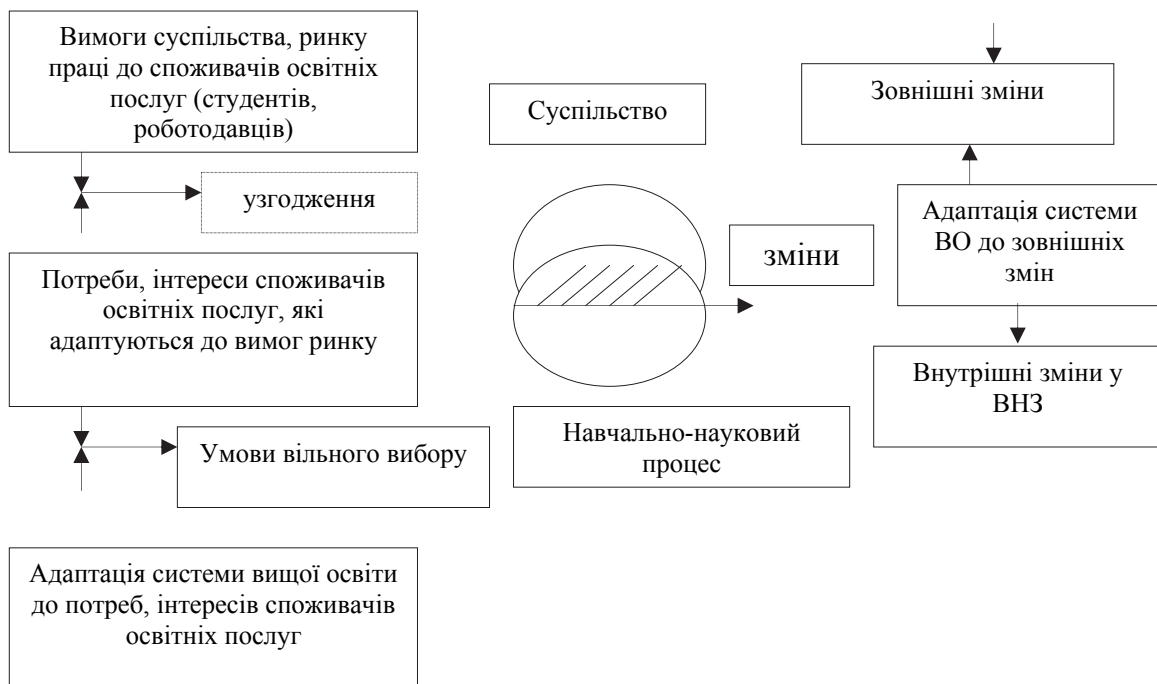 Вимоги суспільства, ринку
праці до споживачів освітніх
послуг (студентів,
роботодавців)
узгодження
Потреби, інтереси споживачів
освітніх послуг, які
адаптуються до вимог ринку
Умови вільного вибору
Адаптація системи вищої освіти
до потреб, інтересів споживачів
освітніх послуг
Суспільство
зміни
Навчально-науковий
процес
Зовнішні зміни
Адаптація системи
ВО до зовнішніх
змін
Внутрішні зміни у
ВНЗ